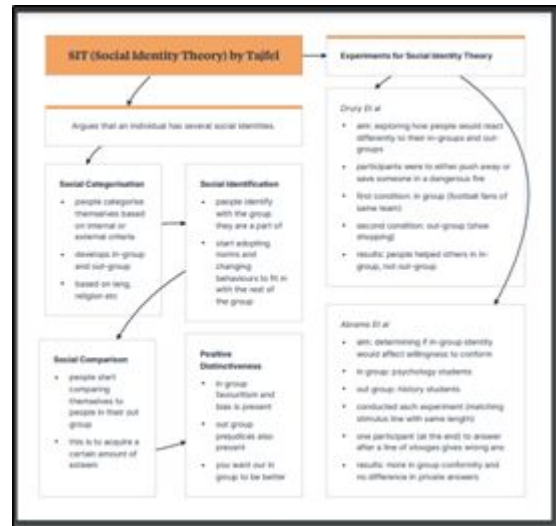 SIT (Social Identity Theory) by Tajfel
Experiments for Social Identity Theory
Argues that an individual has several social identities.
Social Categorisation
• people categorise
themselves based
on internal or
external criteria
• develops in-group
and out-group
• based on lang,
religion etc
Social Identification
• people identify
with the group
they are a part of
• start adopting
norms and
changing
behaviours to fit in
with the rest of
the group
Social Comparison
• people start
comparing
themselves to
people in their out
group
• this is to acquire a
certain amount of
esteem
Positive
Distinctiveness
• in group
favouritism and
bias is present
• out group
prejudices also
present
• you want our in
group to be better
Drury Et al
• aim: exploring how people would react
differently to their in-groups and out-
groups
• participants were to either push away or
save someone in a dangerous fire
• first condition: in group (football fans of
same team)
• second condition: out-group (shoe
shopping)
• results: people helped others in in-
group, not out-group
Abrams Et al
• aim: determining if in-group identity
would affect willingness to conform
• in group: psychology students
• out group: history students
• conducted asch experiment (matching
stimulus line with same length)
• one participant (at the end) to answer
after a line of stooges gives wrong ans
• results: more in group conformity and
no difference in private answers